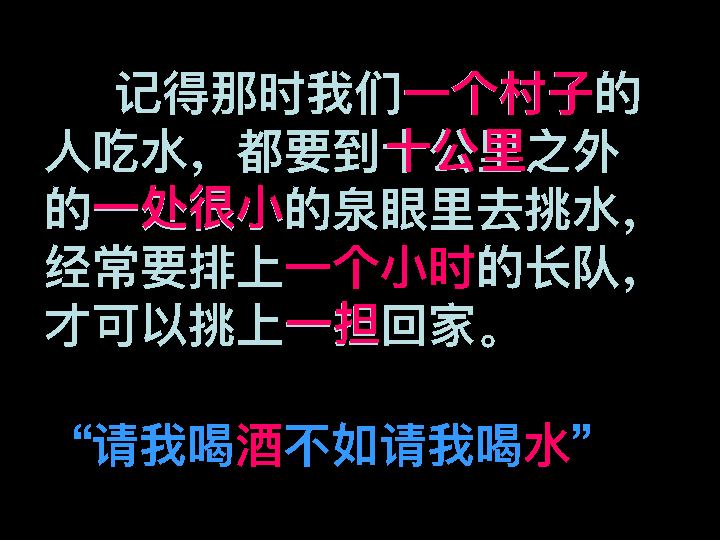 记得那时我们一个村子的
人吃水，都要到十公里之外
的一处很小的泉眼里去挑水，
经常要排上一个小时的长队，
才可以挑上一担回家。
“请我喝酒不如请我喝水”